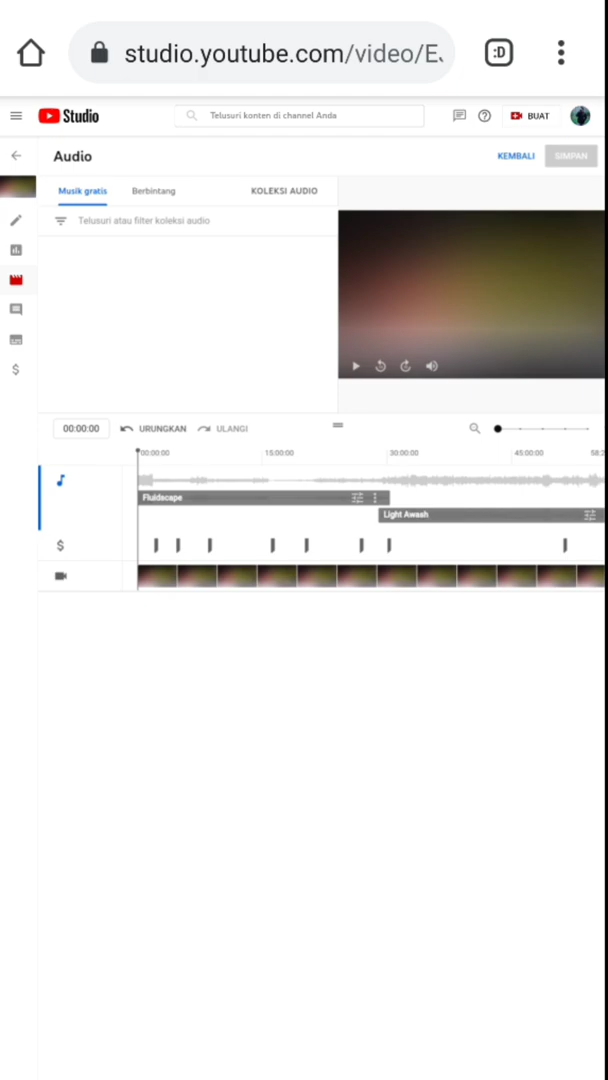 studio.youtube.com/video/E
:D
Studio
Telusuri konten di channel Anda
BUAT
Audio
KEMBALI
SIMPAN
Musik gratis
Berbintang
KOLEKSI AUDIO
Telusuri atau filter koleksi audio
00:00:00
URUNGKAN
ULANGI
00:00:00
15:00:00
30:00:00
45:00:00
58:2
Fluidscape
Light Awash
$
$